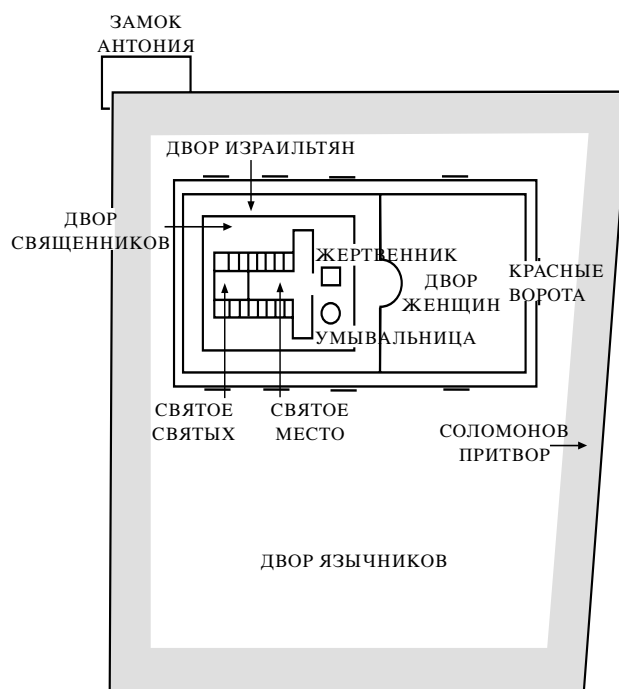 ЗАМОК
АНТОНИЯ
ДВОР ИЗРАИЛЬТЯН
ДВОР
СВЯЩЕННИКОВ
ЖЕРТВЕННИК
ДВОР
ЖЕНЩИН
КРАСНЫЕ
ВОРОТА
УМЫВАЛЬНИЦА
СВЯТОЕ
СВЯТЫХ
СВЯТОЕ
МЕСТО
СОЛОМОНОВ
ПРИТВОР
ДВОР ЯЗЫЧНИКОВ